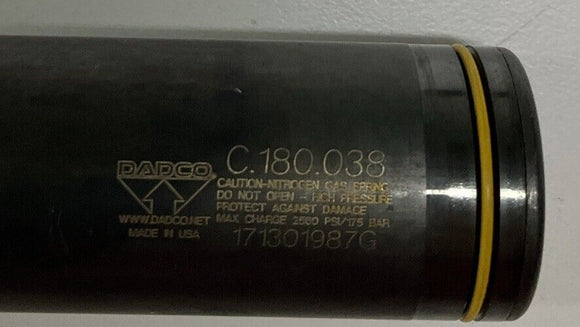 DADCO
WWW.DADCO.NET
MADE IN USA
C.180.038
CAUTION-NITROGEN GAS SPRING
DO NOT OPEN - HIGH PRESSURE
PROTECT AGAINST DAMAGE
MAX CHARGE 2550 PSI/175 BAR
171301987G